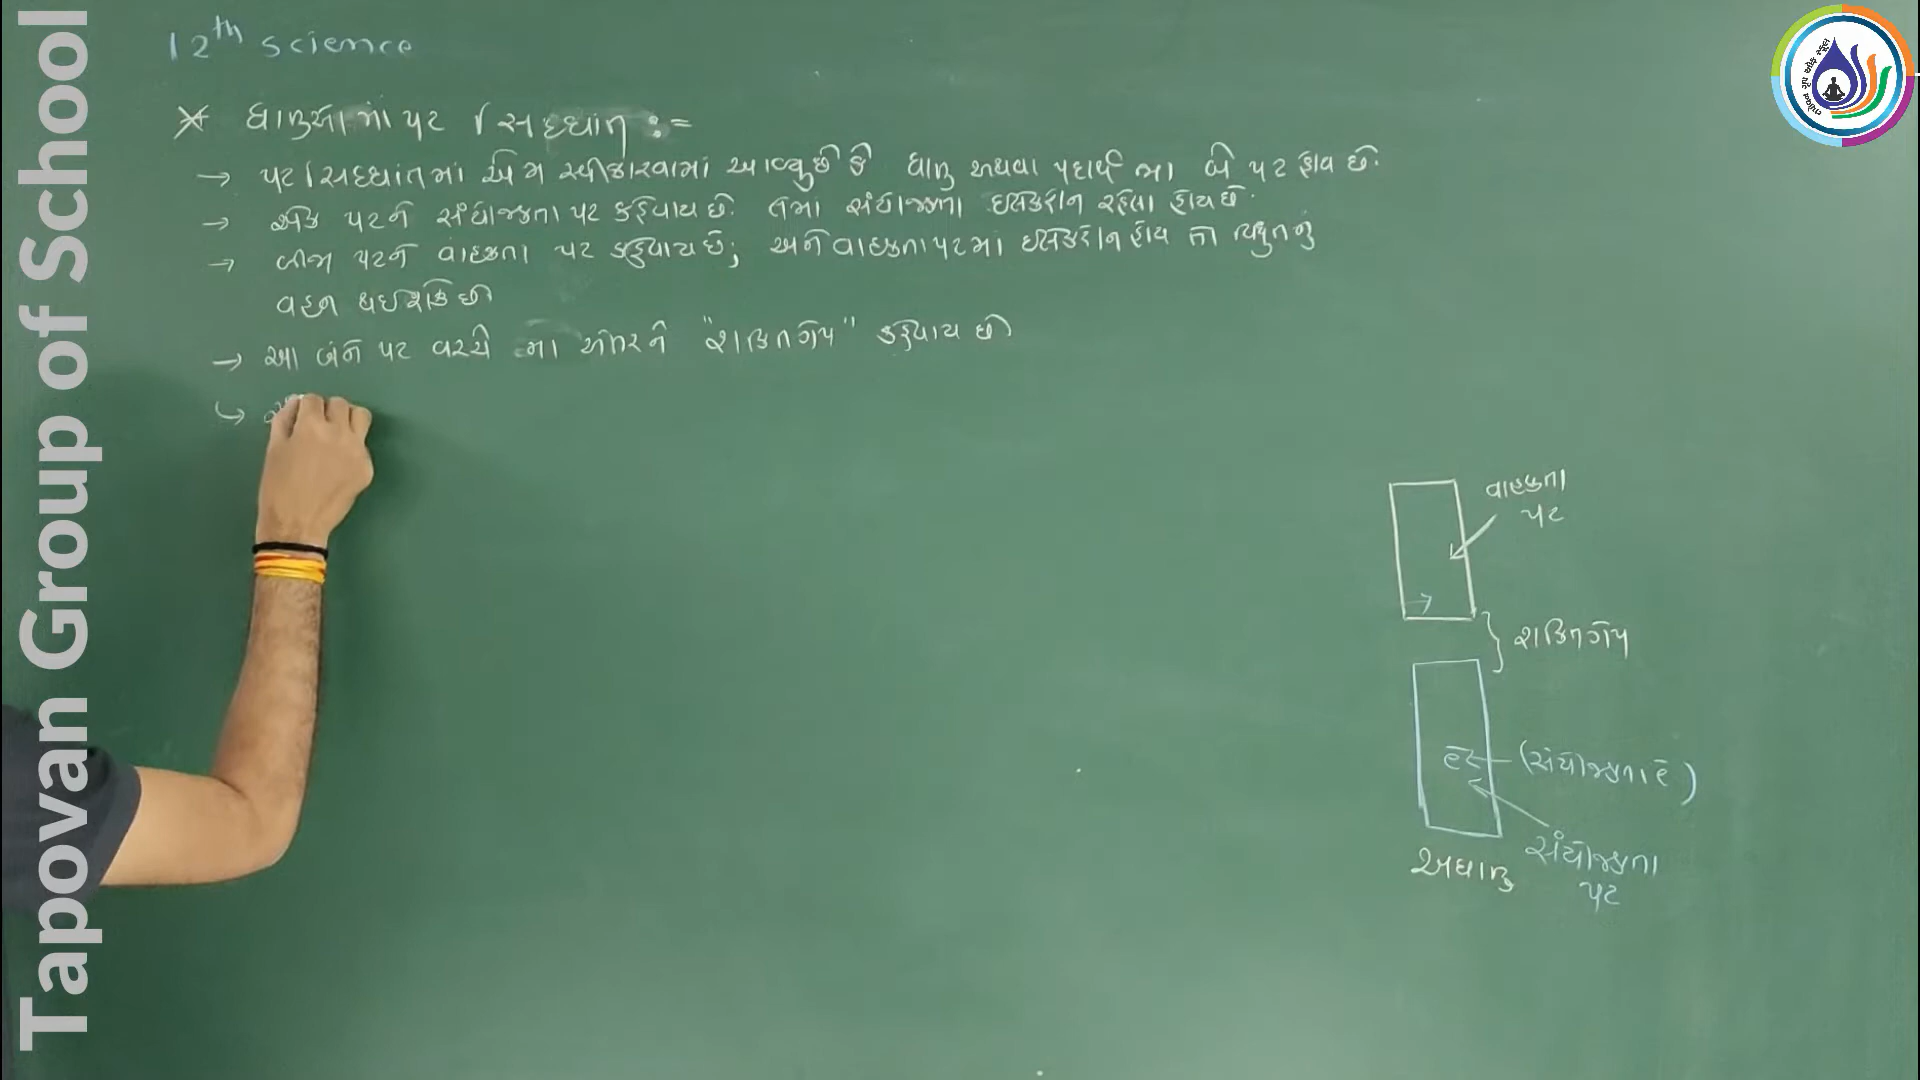 Tapovan Group of School
12th science
* ધાતુઓમાં પટ સિદ્ધાંત :=
→ પટ સિદ્ધાંતમાં એમ સ્વીકારવામાં આવ્યું છે કે ધાતુ અથવા પદાર્થમાં બે પટ હોય છે.
→ એક પટને સંયોજકતા પટ કહેવાય છે. તેમાં સંયોજકતા ઇલેક્ટ્રોન રહેલા હોય છે.
→ બીજા પટને વાહકતા પટ કહેવાય છે; અને વાહકતા પટમાં ઇલેક્ટ્રોન હોય તો વિદ્યુતનું
વહન થઇ શકે છે
→ આ બંને પટ વચ્ચેના અંતરને "શક્તિગેપ" કહેવાય છે
વાહકતા
પટ
શક્તિગેપ
e̅ (સંયોજકતા e̅)
સંયોજકતા
પટ
અધાતુ